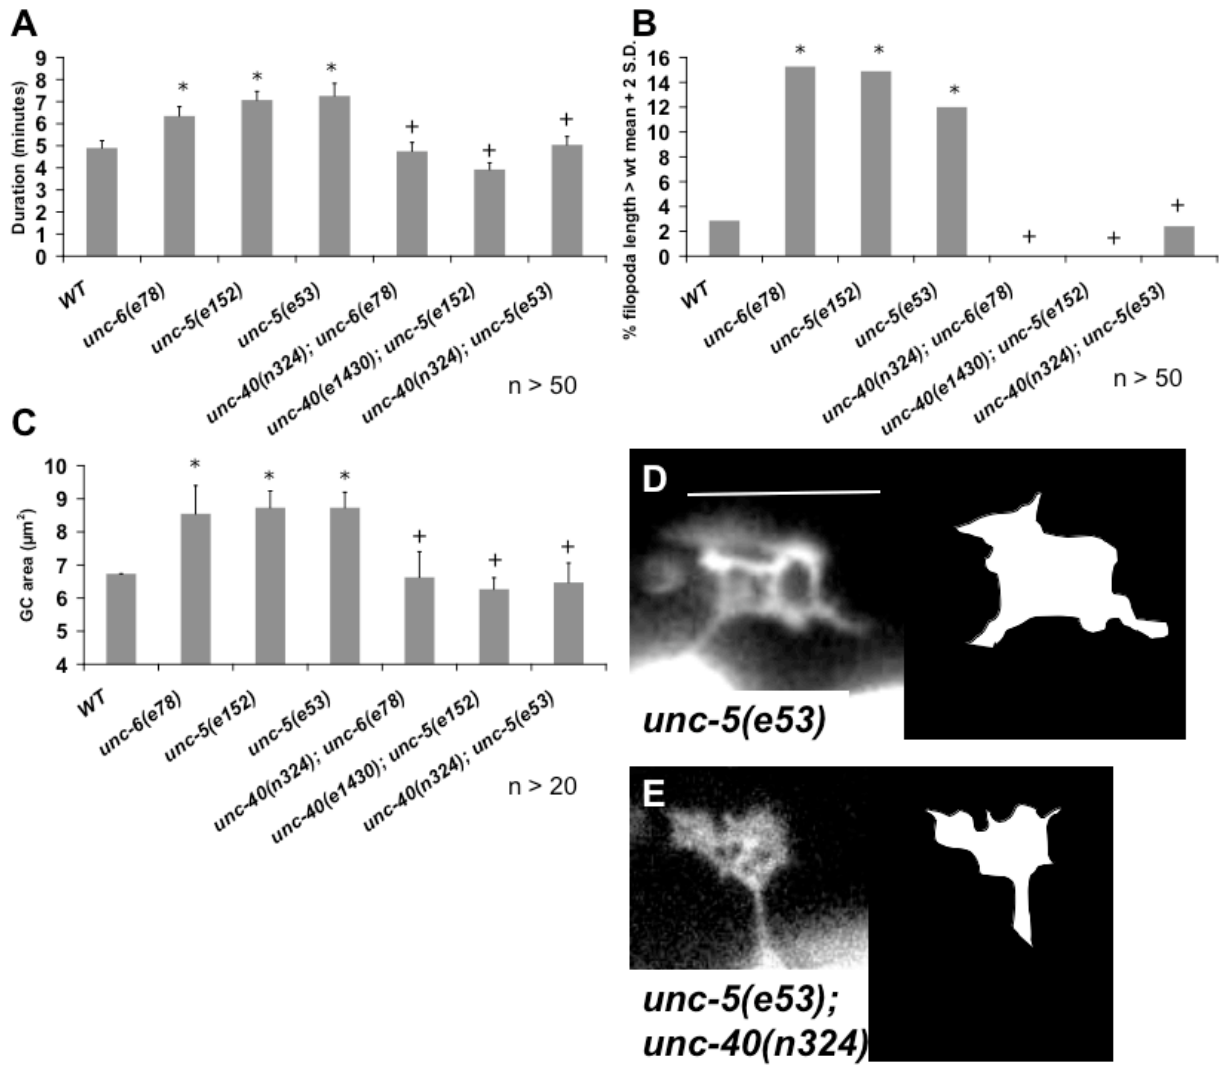 A
Duration (minutes)
9
8
7
6
5
4
3
2
1
0
* * * + + +
WT
unc-6(e78)
unc-5(e152)
unc-5(e53)
unc-40(n324); unc-6(e78)
unc-40(e1430); unc-5(e152)
unc-40(n324); unc-5(e53)
n > 50
B
% filopoda length > wt mean + 2 S.D.
16
14
12
10
8
6
4
2
0
* * * + + +
WT
unc-6(e78)
unc-5(e152)
unc-5(e53)
unc-40(n324); unc-6(e78)
unc-40(e1430); unc-5(e152)
unc-40(n324); unc-5(e53)
n > 50
C
GC area (µm²)
10
9
8
7
6
5
4
* * * + + +
WT
unc-6(e78)
unc-5(e152)
unc-5(e53)
unc-40(n324); unc-6(e78)
unc-40(e1430); unc-5(e152)
unc-40(n324); unc-5(e53)
n > 20
D
unc-5(e53)
E
unc-5(e53);
unc-40(n324)